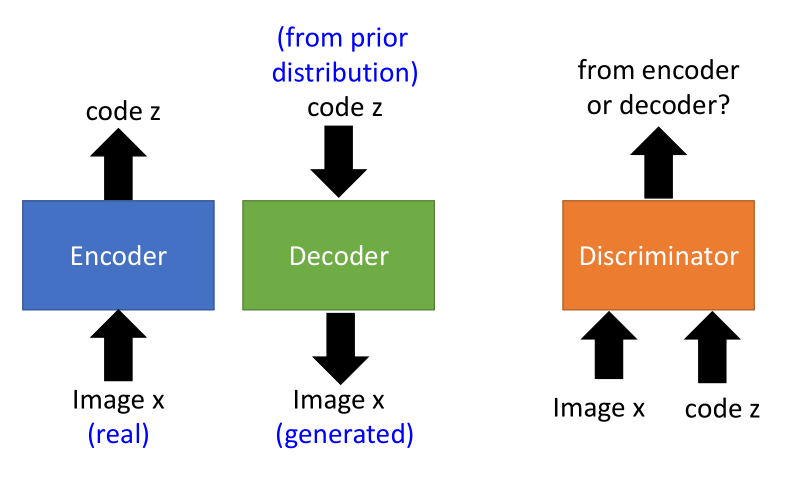 code z
Encoder
Image x
(real)
(from prior
distribution)
code z
Decoder
Image x
(generated)
from encoder
or decoder?
Discriminator
Image x
code z